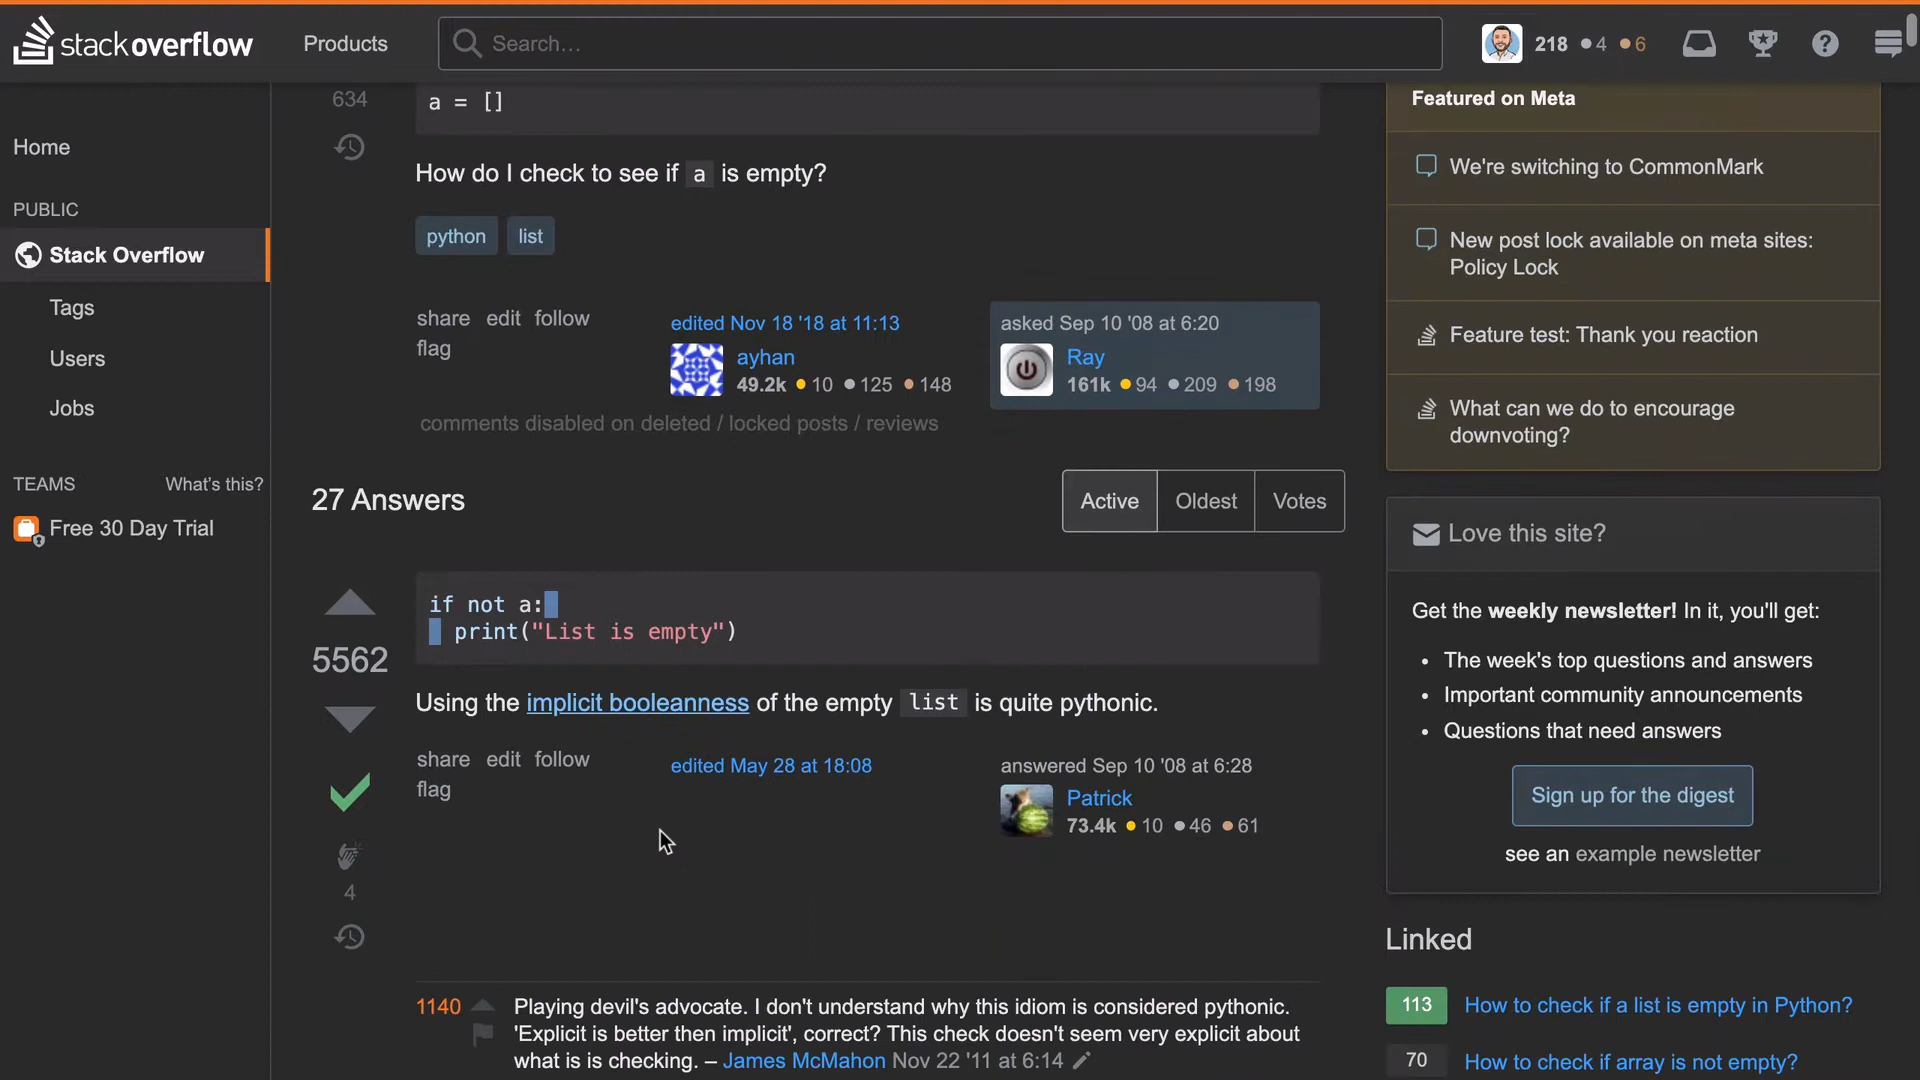 stackoverflow
Products
Search…
218 4 6
Home
PUBLIC
Stack Overflow
Tags
Users
Jobs
TEAMS What's this?
Free 30 Day Trial
634
a = []
How do I check to see if a is empty?
python list
share edit follow
flag
edited Nov 18 '18 at 11:13
ayhan
49.2k 10 125 148
asked Sep 10 '08 at 6:20
Ray
161k 94 209 198
comments disabled on deleted / locked posts / reviews
27 Answers
Active Oldest Votes
5562
if not a:
print("List is empty")
Using the implicit booleanness of the empty list is quite pythonic.
share edit follow
flag
edited May 28 at 18:08
answered Sep 10 '08 at 6:28
Patrick
73.4k 10 46 61
4
1140
Playing devil's advocate. I don't understand why this idiom is considered pythonic.
'Explicit is better then implicit', correct? This check doesn't seem very explicit about
what is is checking. – James McMahon Nov 22 '11 at 6:14
Featured on Meta
We're switching to CommonMark
New post lock available on meta sites:
Policy Lock
Feature test: Thank you reaction
What can we do to encourage
downvoting?
Love this site?
Get the weekly newsletter! In it, you'll get:
• The week's top questions and answers
• Important community announcements
• Questions that need answers
Sign up for the digest
see an example newsletter
Linked
113 How to check if a list is empty in Python?
70 How to check if array is not empty?